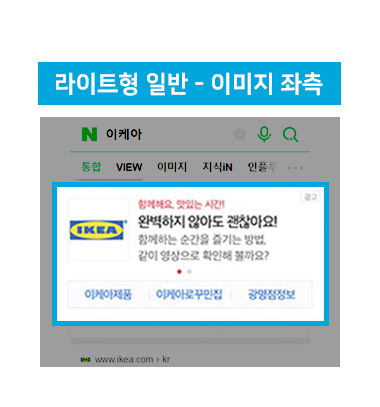 라이트형 일반 - 이미지 좌측
N 이케아
통합 VIEW 이미지 지식iN 인플루
광고
함께해요, 맛있는 시간!
IKEA
완벽하지 않아도 괜찮아요!
함께하는 순간을 즐기는 방법,
같이 영상으로 확인해 볼까요?
이케아제품 이케아로꾸민집 광명점정보
www.ikea.com › kr